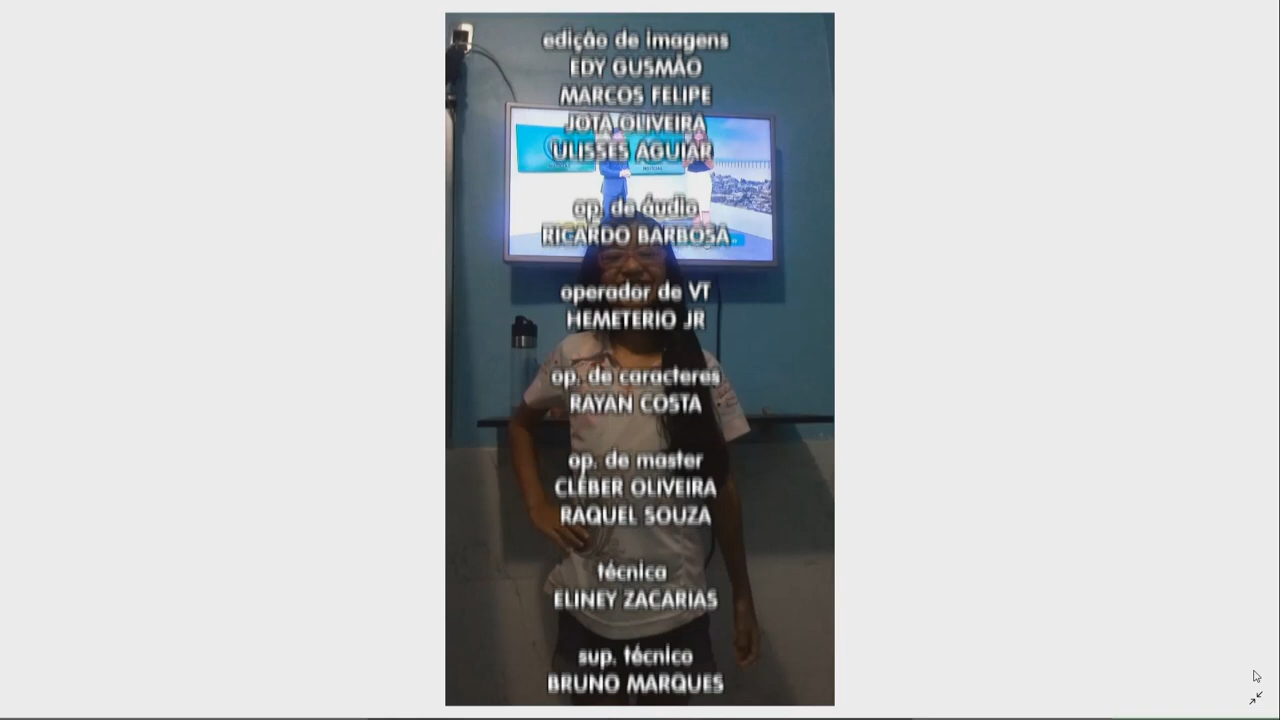 edição de imagens
EDY GUSMÃO
MARCOS FELIPE
JOTA OLIVEIRA
ULISSES AGUIAR
op. de áudio
RICARDO BARBOSA
operador de VT
HEMETERIO JR
op. de caracteres
RAYAN COSTA
op. de master
CLÉBER OLIVEIRA
RAQUEL SOUZA
técnica
ELINEY ZACARIAS
sup. técnico
BRUNO MARQUES